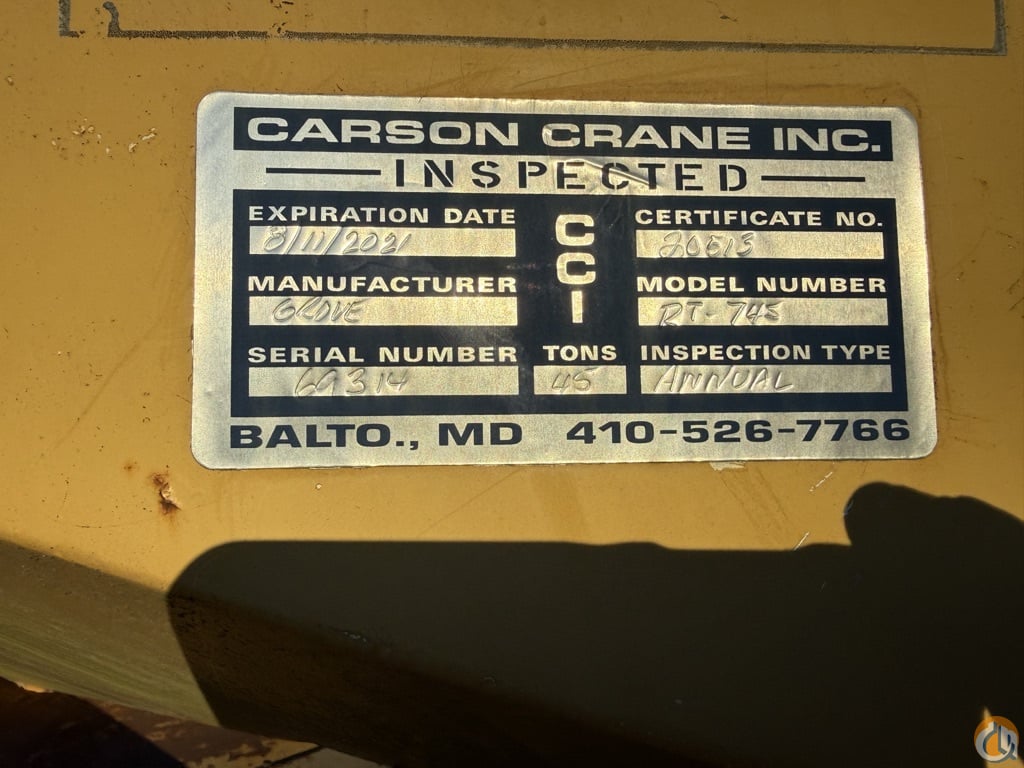 CARSON CRANE INC.
INSPECTED
EXPIRATION DATE
8/11/2021
CCI
CERTIFICATE NO.
MANUFACTURER
GROVE
MODEL NUMBER
RT-745
SERIAL NUMBER
69314
TONS
45
INSPECTION TYPE
ANNUAL
BALTO., MD 410-526-7766